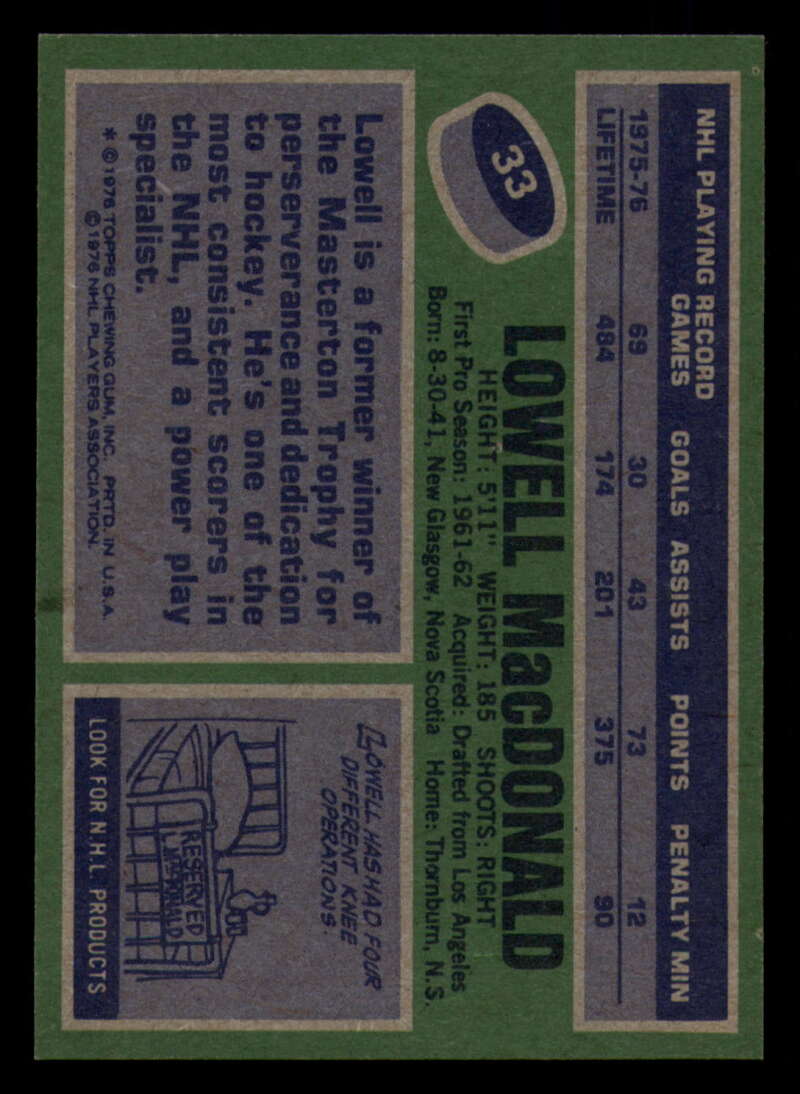 NHL PLAYING RECORD
GAMES GOALS ASSISTS POINTS PENALTY MIN
1975-76 69 30 43 73 12
LIFETIME 484 174 201 375 90
33
LOWELL MacDONALD
HEIGHT: 5'11" WEIGHT: 185 SHOOTS: RIGHT
First Pro Season: 1961-62 Acquired: Drafted from Los Angeles
Born: 8-30-41, New Glasgow, Nova Scotia Home: Thornburn, N.S.
Lowell is a former winner of
the Masterton Trophy for
perserverance and dedication
to hockey. He's one of the
most consistent scorers in
the NHL, and a power play
specialist.
* © 1976 TOPPS CHEWING GUM, INC. PRTD. IN U.S.A.
© 1976 NHL PLAYERS ASSOCIATION.
LOWELL HAS HAD FOUR
DIFFERENT KNEE
OPERATIONS.
RESERVED
MACDONALD
LOOK FOR N.H.L. PRODUCTS